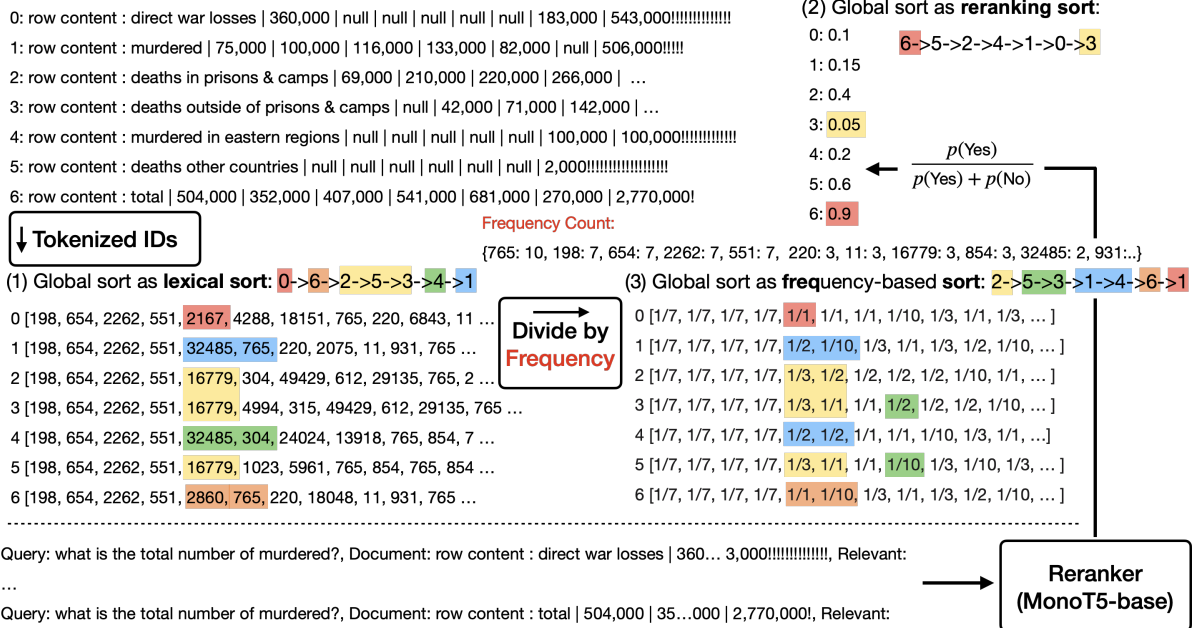 0: row content : direct war losses | 360,000 | null | null | null | null | null | 183,000 | 543,000!!!!!!!!!!!!!!
1: row content : murdered | 75,000 | 100,000 | 116,000 | 133,000 | 82,000 | null | 506,000!!!!!
2: row content : deaths in prisons & camps | 69,000 | 210,000 | 220,000 | 266,000 | …
3: row content : deaths outside of prisons & camps | null | 42,000 | 71,000 | 142,000 | …
4: row content : murdered in eastern regions | null | null | null | null | null | 100,000 | 100,000!!!!!!!!!!!!!
5: row content : deaths other countries | null | null | null | null | null | null | 2,000!!!!!!!!!!!!!!!!!!!!
6: row content : total | 504,000 | 352,000 | 407,000 | 541,000 | 681,000 | 270,000 | 2,770,000!
(2) Global sort as reranking sort:
0: 0.1
6->5->2->4->1->0->3
1: 0.15
2: 0.4
3: 0.05
4: 0.2
5: 0.6
6: 0.9
p(Yes)
p(Yes) + p(No)
↓ Tokenized IDs
Frequency Count:
{765: 10, 198: 7, 654: 7, 2262: 7, 551: 7, 220: 3, 11: 3, 16779: 3, 854: 3, 32485: 2, 931:..}
(1) Global sort as lexical sort: 0->6->2->5->3->4->1
0 [198, 654, 2262, 551, 2167, 4288, 18151, 765, 220, 6843, 11 …
1 [198, 654, 2262, 551, 32485, 765, 220, 2075, 11, 931, 765 …
2 [198, 654, 2262, 551, 16779, 304, 49429, 612, 29135, 765, 2 …
3 [198, 654, 2262, 551, 16779, 4994, 315, 49429, 612, 29135, 765 …
4 [198, 654, 2262, 551, 32485, 304, 24024, 13918, 765, 854, 7 …
5 [198, 654, 2262, 551, 16779, 1023, 5961, 765, 854, 765, 854 …
6 [198, 654, 2262, 551, 2860, 765, 220, 18048, 11, 931, 765 …
Divide by
Frequency
(3) Global sort as frequency-based sort: 2->5->3->1->4->6->1
0 [1/7, 1/7, 1/7, 1/7, 1/1, 1/1, 1/1, 1/10, 1/3, 1/1, 1/3, … ]
1 [1/7, 1/7, 1/7, 1/7, 1/2, 1/10, 1/3, 1/1, 1/3, 1/2, 1/10, … ]
2 [1/7, 1/7, 1/7, 1/7, 1/3, 1/2, 1/2, 1/2, 1/2, 1/10, 1/1, … ]
3 [1/7, 1/7, 1/7, 1/7, 1/3, 1/1, 1/1, 1/2, 1/2, 1/2, 1/10, … ]
4 [1/7, 1/7, 1/7, 1/7, 1/2, 1/2, 1/1, 1/1, 1/10, 1/3, 1/1, …]
5 [1/7, 1/7, 1/7, 1/7, 1/3, 1/1, 1/1, 1/10, 1/3, 1/10, 1/3, … ]
6 [1/7, 1/7, 1/7, 1/7, 1/1, 1/10, 1/3, 1/1, 1/3, 1/2, 1/10, … ]
Query: what is the total number of murdered?, Document: row content : direct war losses | 360… 3,000!!!!!!!!!!!!!!, Relevant:
…
Query: what is the total number of murdered?, Document: row content : total | 504,000 | 35…000 | 2,770,000!, Relevant:
Reranker
(MonoT5-base)